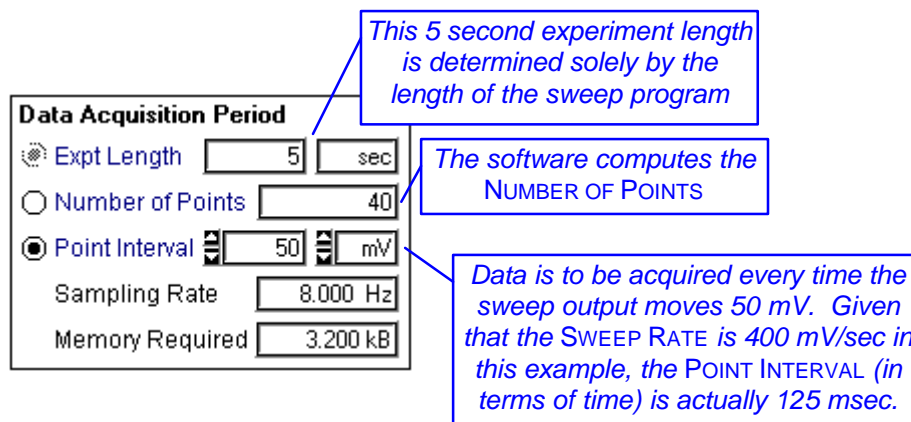 This 5 second experiment length
is determined solely by the
length of the sweep program
Data Acquisition Period
Expt Length 5 sec
The software computes the
NUMBER OF POINTS
Number of Points 40
Point Interval 50 mV
Data is to be acquired every time the
sweep output moves 50 mV. Given
that the SWEEP RATE is 400 mV/sec in
this example, the POINT INTERVAL (in
terms of time) is actually 125 msec.
Sampling Rate 8.000 Hz
Memory Required 3.200 kB